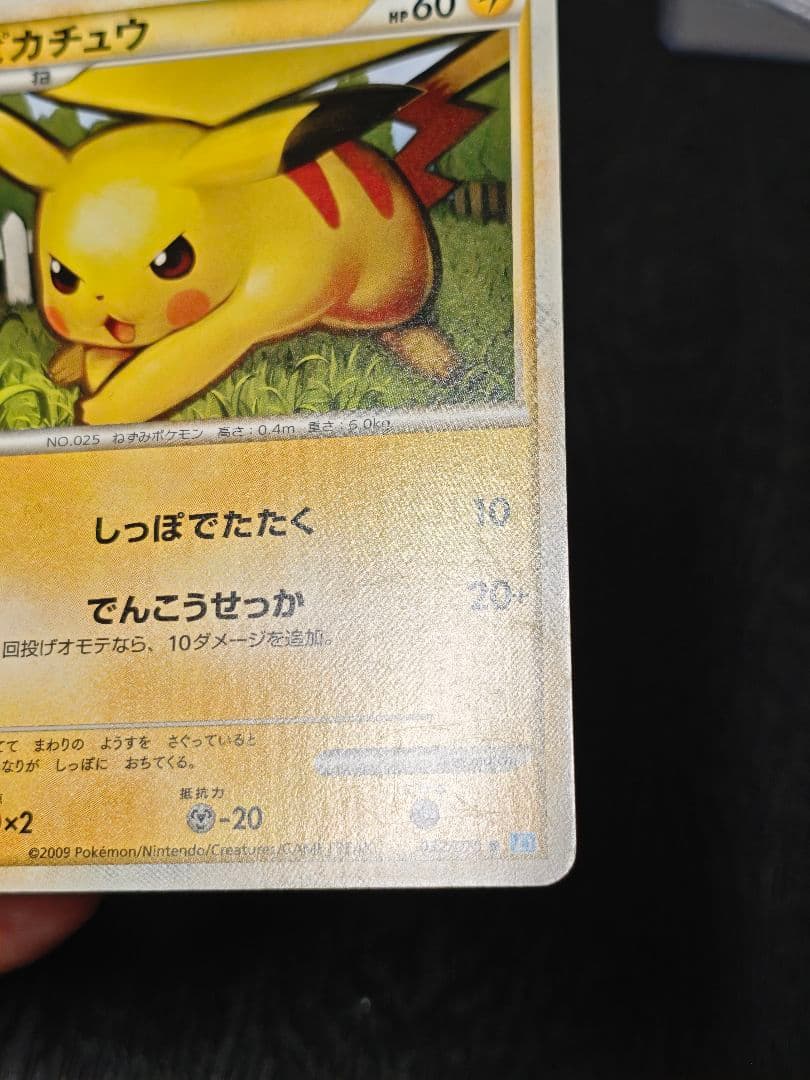 ピカチュウ HP60
NO.025 ねずみポケモン 高さ:0.4m 重さ:6.0kg
しっぽでたたく 10
でんこうせっか 20+
回投げオモテなら、10ダメージを追加。
てて まわりの ようすを さぐっていると
なりが しっぽに おちてくる。
抵抗力
×2 -20
©2009 Pokémon/Nintendo/Creatures/GAME FREAK